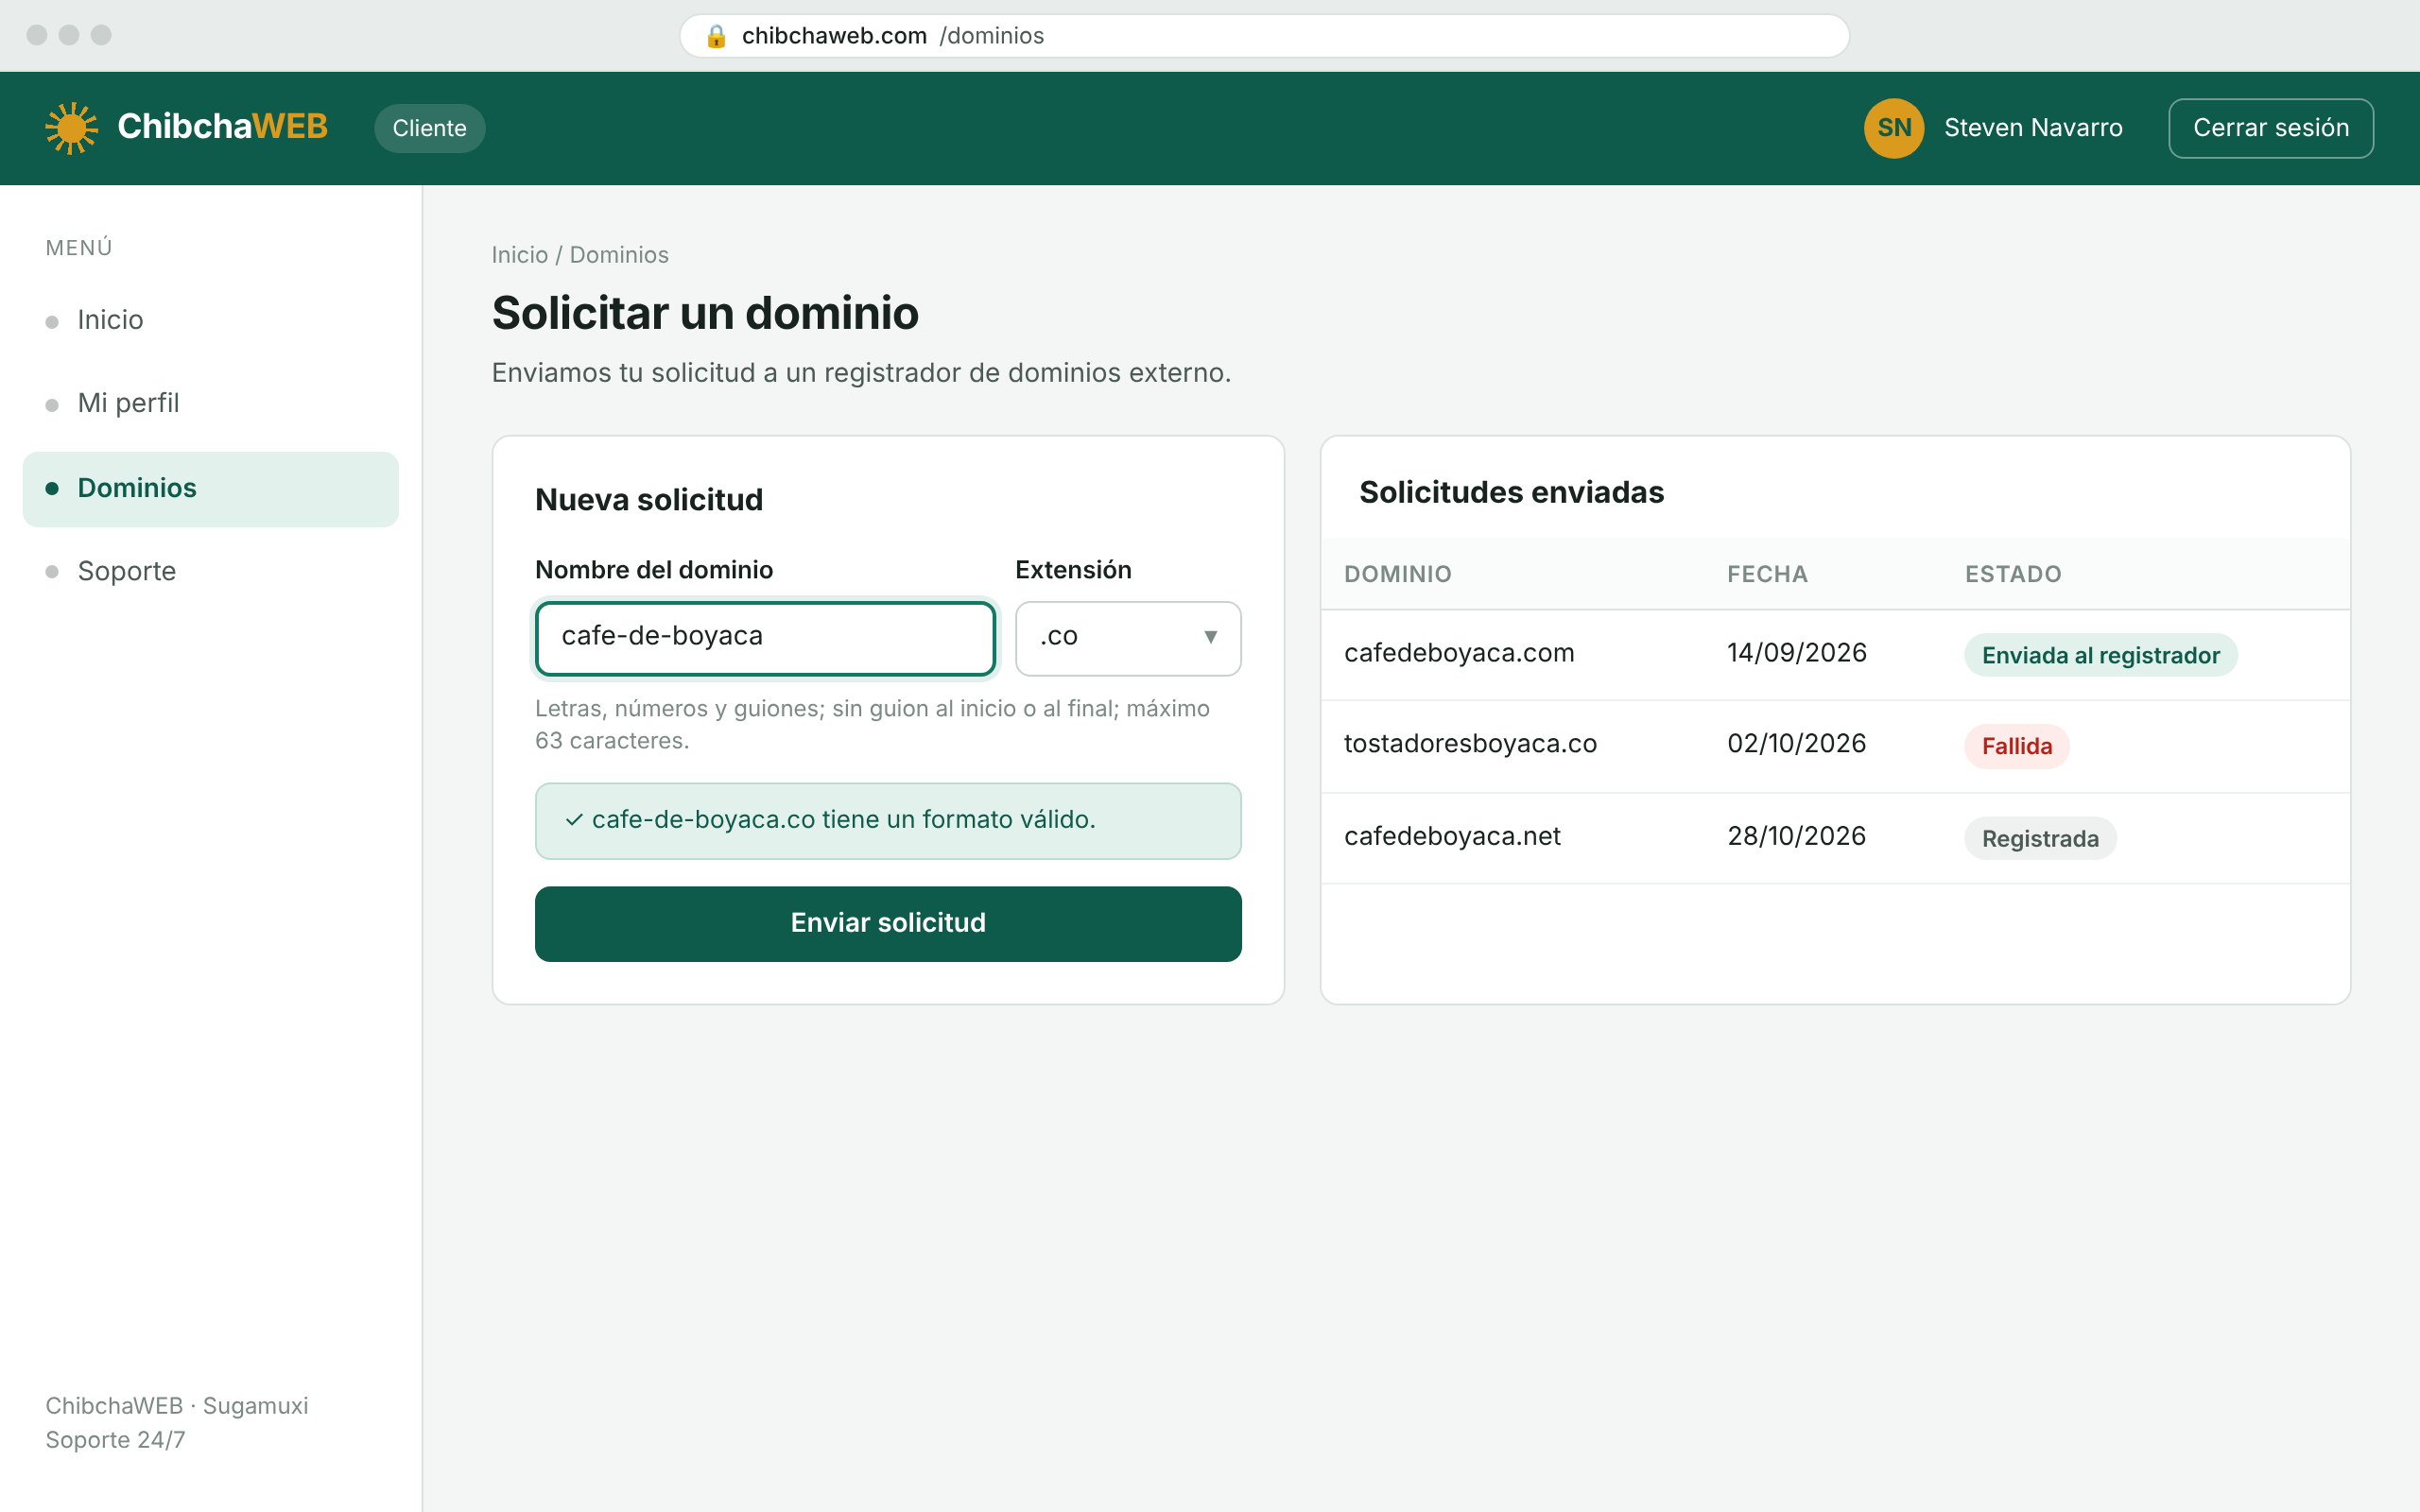 chibchaweb.com /dominios
ChibchaWEB
Cliente
SN
Steven Navarro
Cerrar sesión
MENÚ
Inicio
Mi perfil
Dominios
Soporte
ChibchaWEB · Sugamuxi
Soporte 24/7
Inicio / Dominios
Solicitar un dominio
Enviamos tu solicitud a un registrador de dominios externo.
Nueva solicitud
Nombre del dominio
Extensión
cafe-de-boyaca
.co ▼
Letras, números y guiones; sin guion al inicio o al final; máximo
63 caracteres.
✓ cafe-de-boyaca.co tiene un formato válido.
Enviar solicitud
Solicitudes enviadas
DOMINIO FECHA ESTADO
cafedeboyaca.com 14/09/2026 Enviada al registrador
tostadoresboyaca.co 02/10/2026 Fallida
cafedeboyaca.net 28/10/2026 Registrada